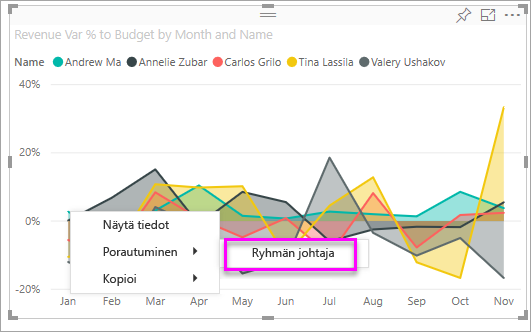 Revenue Var % to Budget by Month and Name
Name Andrew Ma Annelie Zubar Carlos Grilo Tina Lassila Valery Ushakov
40%
20%
0%
-20%
Näytä tiedot
Porautuminen
Kopioi
Ryhmän johtaja
Jan Feb Mar Apr May Jun Jul Aug Sep Oct Nov